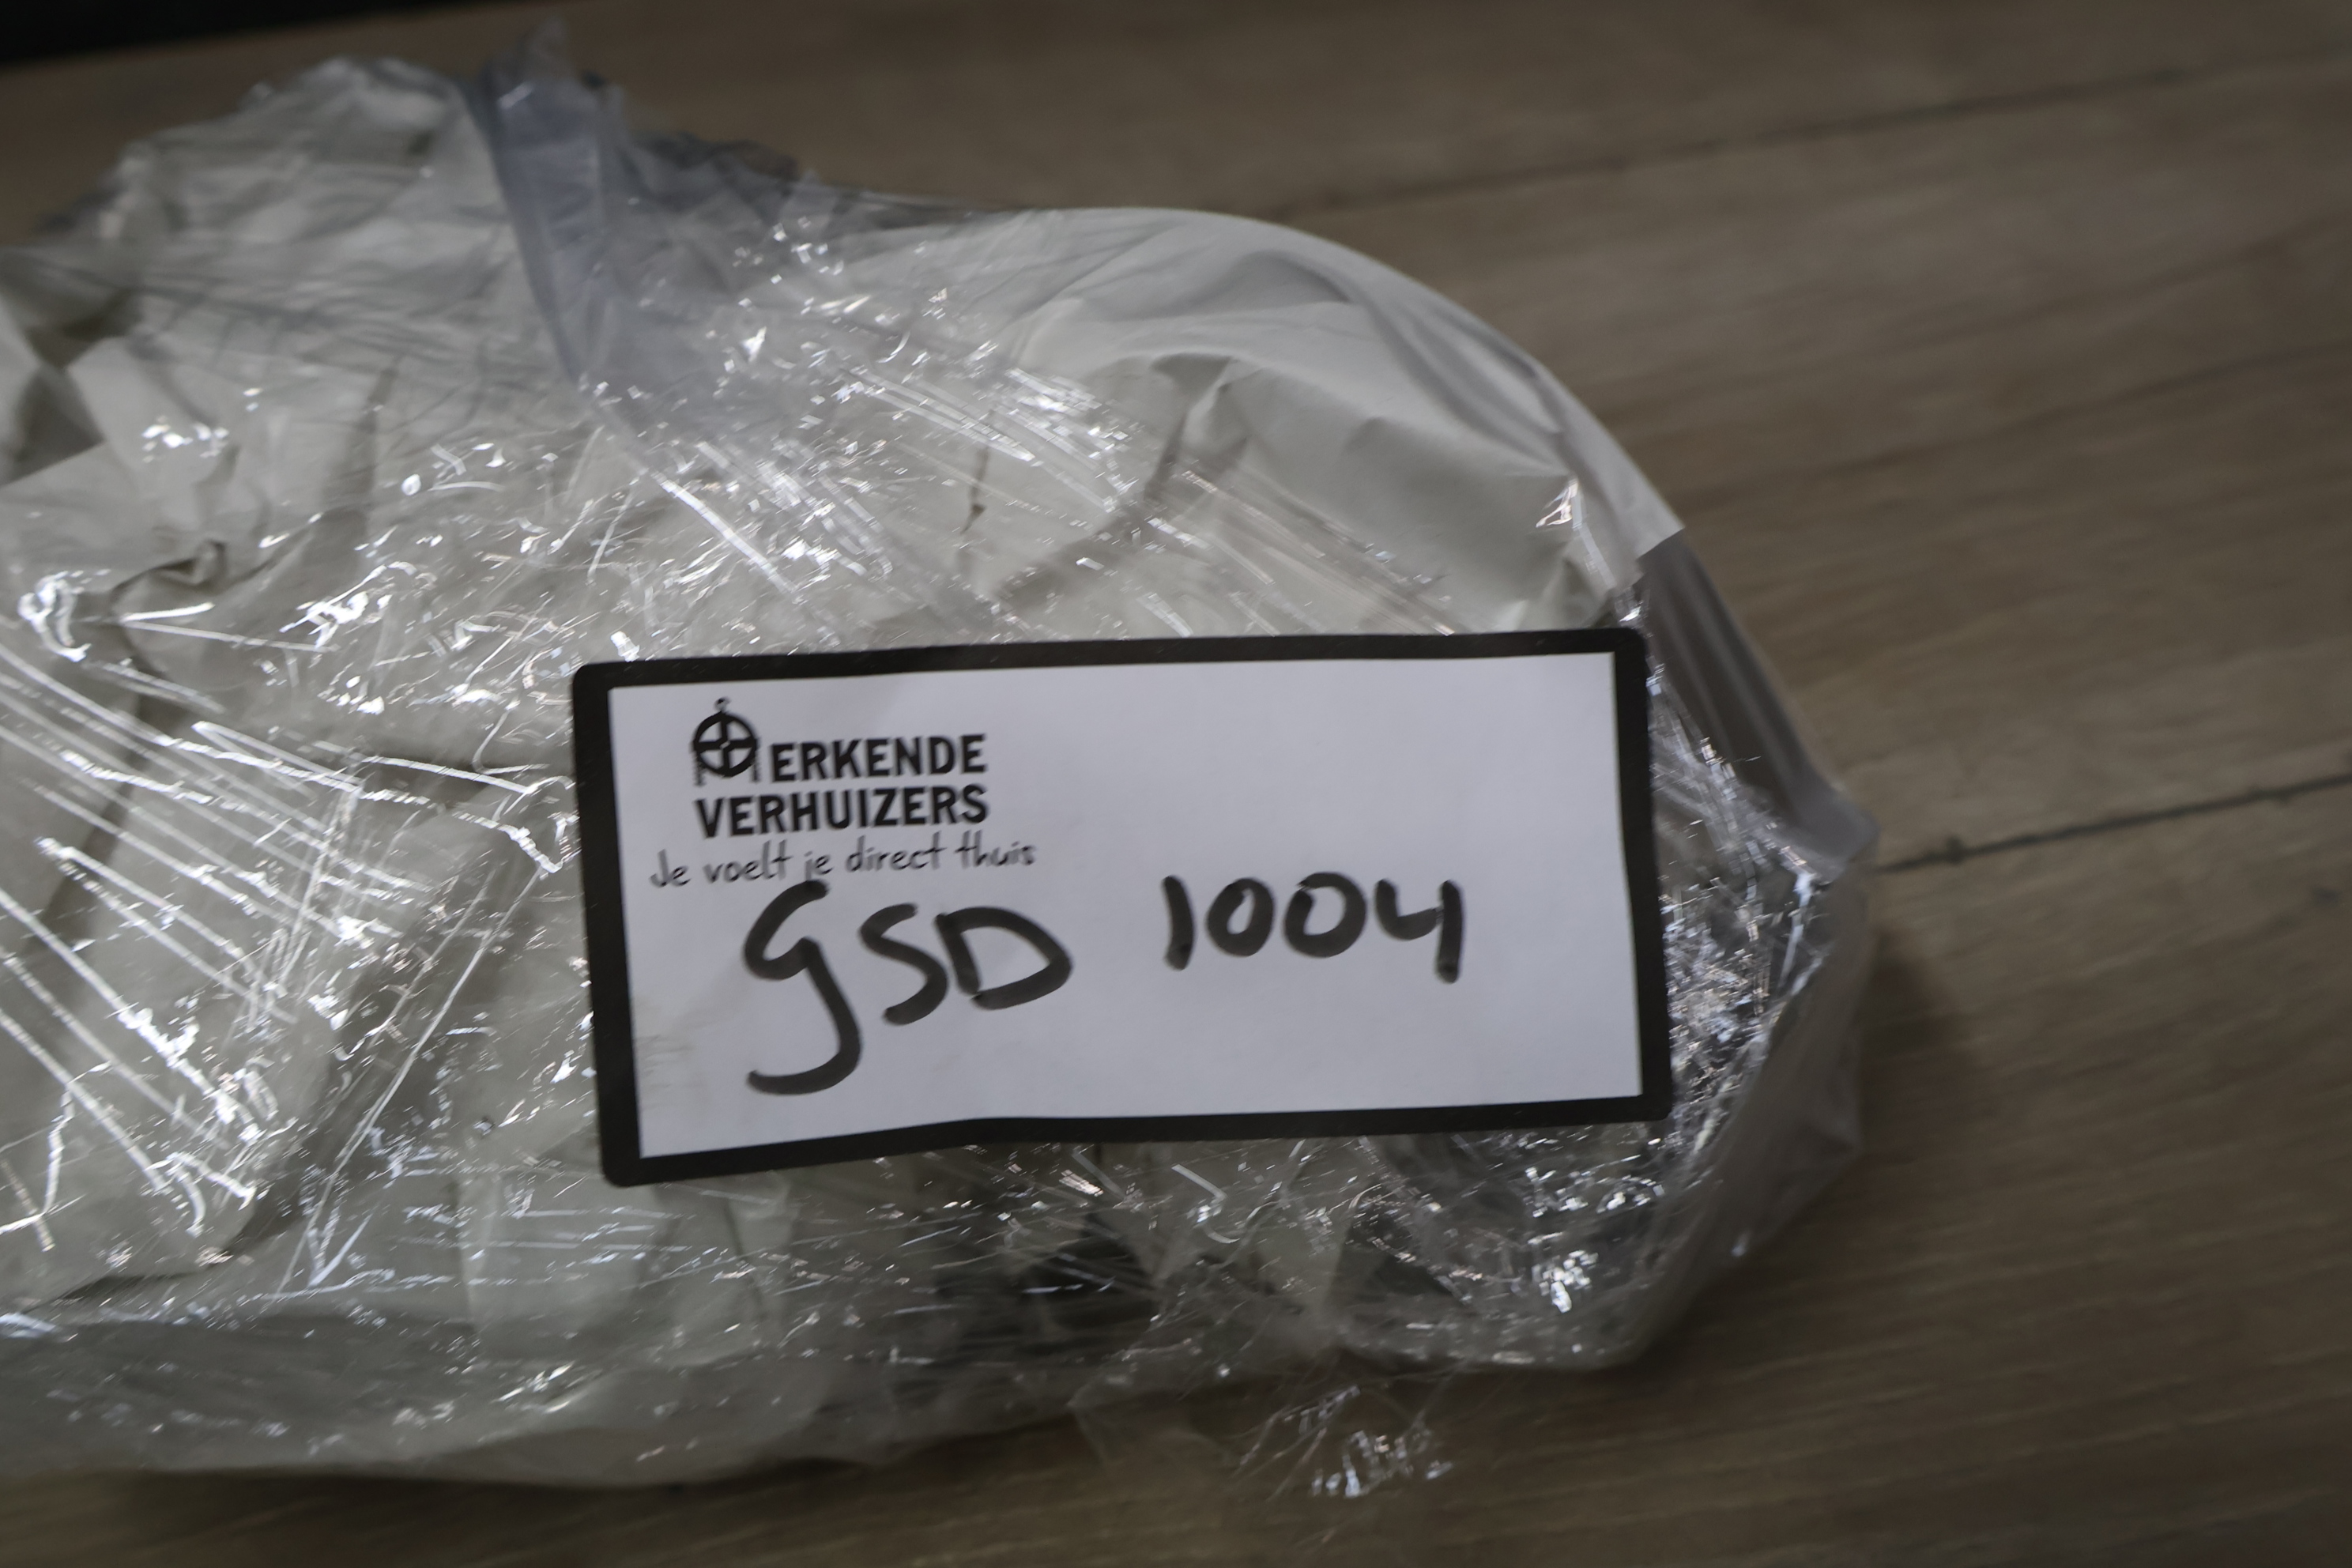 ERKENDE
VERHUIZERS
Je voelt je direct thuis
GSD 1004